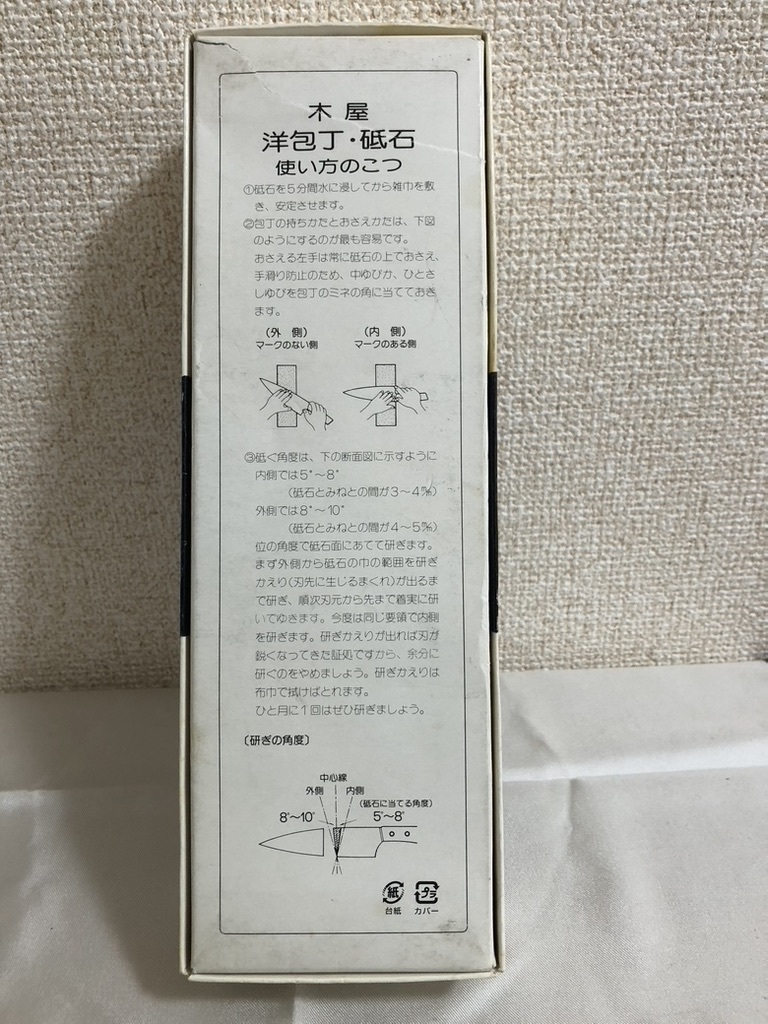 木屋
洋包丁・砥石
使い方のこつ
①砥石を5分間水に浸してから雑巾を敷
き、安定させます。
②包丁の持ちかたとおさえかたは、下図
のようにするのが最も容易です。
おさえる左手は常に砥石の上でおさえ、
手滑り防止のため、中ゆびか、ひとさ
しゆびを包丁のミネの角に当てておき
ます。
(外側) (内側)
マークのない側 マークのある側
③砥ぐ角度は、下の断面図に示すように
内側では5°〜8°
(砥石とみねとの間が3〜4㎜)
外側では8°〜10°
(砥石とみねとの間が4〜5㎜)
位の角度で砥石面にあてて研ぎます。
まず外側から砥石の巾の範囲を研ぎ
かえり(刃先に生じるまくれ)が出るま
で研ぎ、順次刃元から先まで着実に研
いでゆきます。今度は同じ要領で内側
を研ぎます。研ぎかえりが出れば刃が
鋭くなってきた証処ですから、余分に
研ぐのをやめましょう。研ぎかえりは
布巾で拭けばとれます。
ひと月に1回はぜひ研ぎましょう。
〔研ぎの角度〕
中心線
外側 内側
(砥石に当てる角度)
8°〜10° 5°〜8°
紙 プラ
台紙 カバー